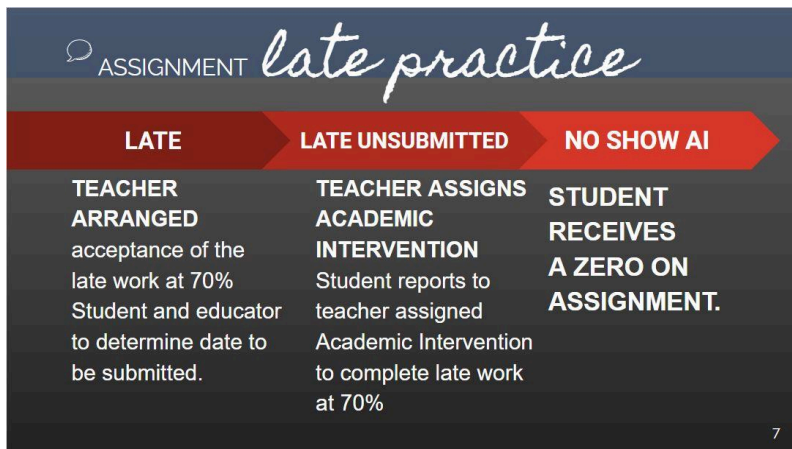 ASSIGNMENT late practice
LATE
TEACHER
ARRANGED
acceptance of the
late work at 70%
Student and educator
to determine date to
be submitted.
LATE UNSUBMITTED
TEACHER ASSIGNS
ACADEMIC
INTERVENTION
Student reports to
teacher assigned
Academic Intervention
to complete late work
at 70%
NO SHOW AI
STUDENT
RECEIVES
A ZERO ON
ASSIGNMENT.
7